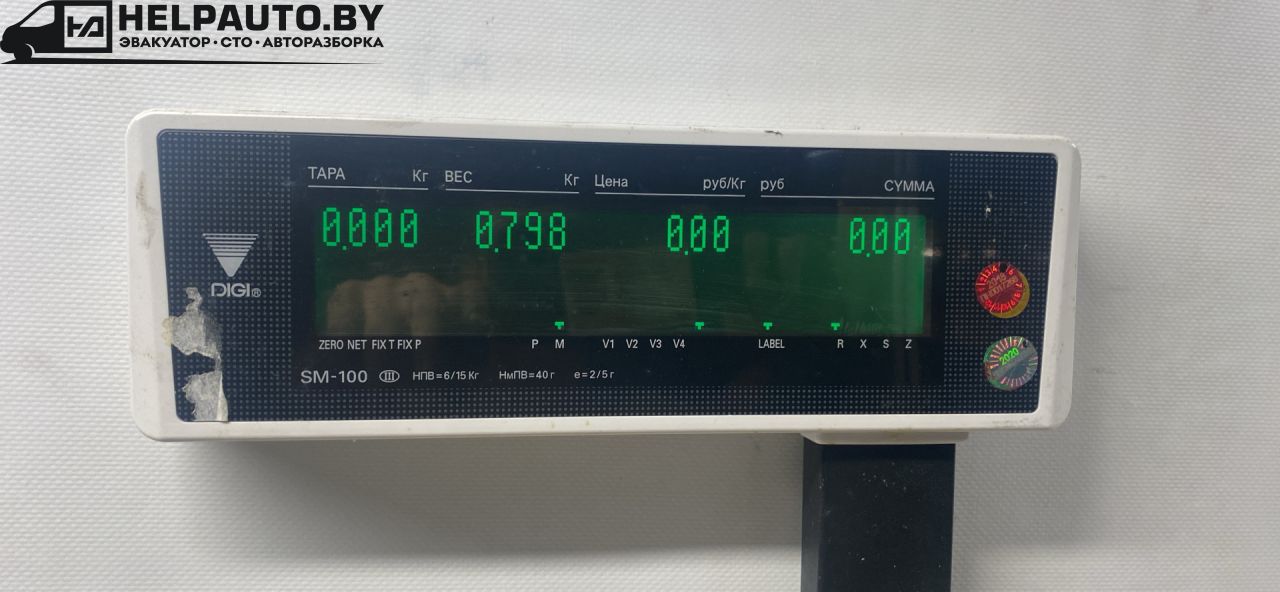 HELPAUTO.BY
ЭВАКУАТОР · СТО · АВТОРАЗБОРКА
ТАРА Кг ВЕС Кг Цена руб/Кг руб СУММА
0.000 0.798 0.00 0.00
DIGI®
ZERO NET FIX T FIX P P M V1 V2 V3 V4 LABEL R X S Z
SM-100 III НПВ=6/15 Кг НмПВ=40 г e=2/5 г
2018
2020